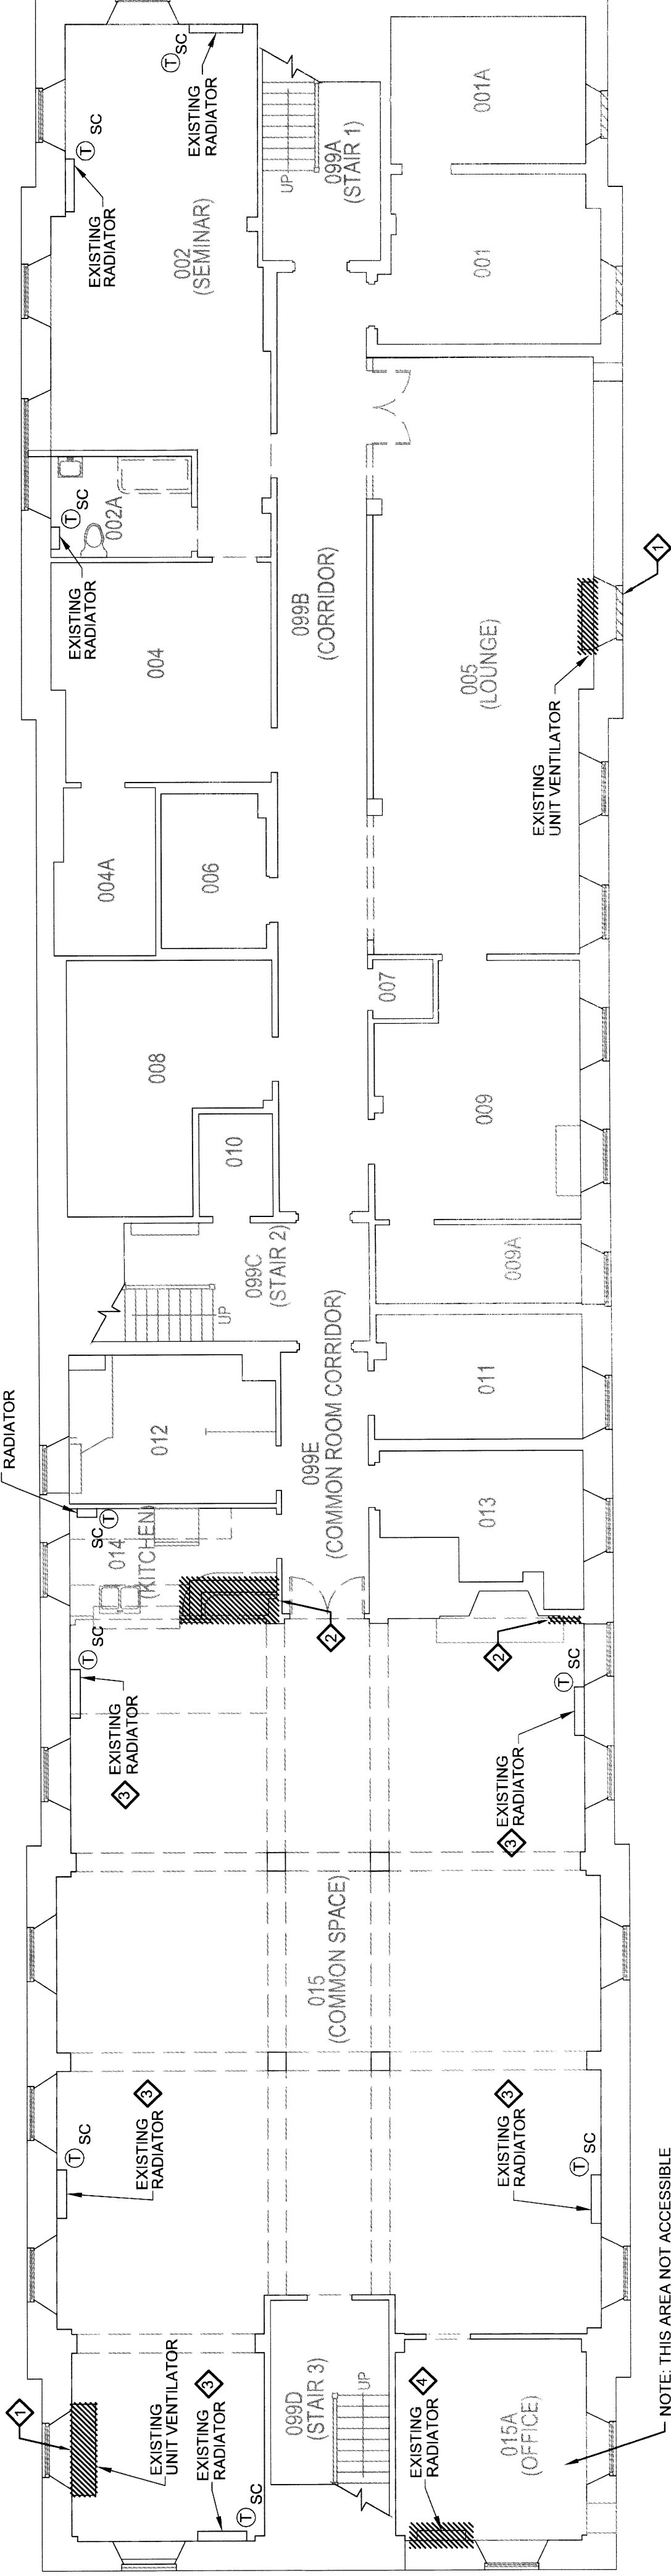 EXISTING
RADIATOR
T
SC
EXISTING
RADIATOR
T
SC
002
(SEMINAR)
UP
099A
(STAIR 1)
001A
001
EXISTING
RADIATOR
T
SC
002A
004
099B
(CORRIDOR)
005
(LOUNGE)
EXISTING
UNIT VENTILATOR
1
004A
006
008
007
009
010
099C
(STAIR 2)
UP
009A
011
RADIATOR
012
099E
(COMMON ROOM CORRIDOR)
013
SC
T
014
(KITCHEN)
2
2
T
SC
3
EXISTING
RADIATOR
T
SC
3
EXISTING
RADIATOR
015
(COMMON SPACE)
T
SC
EXISTING
RADIATOR
3
EXISTING
RADIATOR
3
T
SC
1
EXISTING
UNIT VENTILATOR
EXISTING
RADIATOR
3
T
SC
099D
(STAIR 3)
UP
EXISTING
RADIATOR
4
015A
(OFFICE)
NOTE: THIS AREA NOT ACCESSIBLE